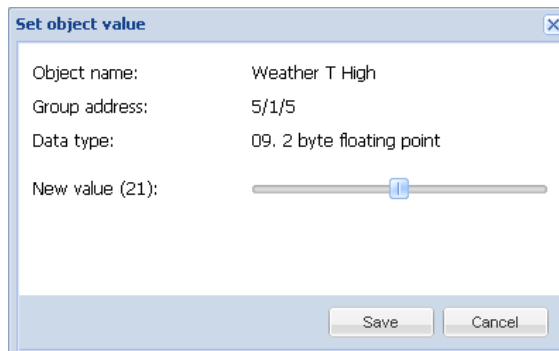 Set object value
Object name: Weather T High
Group address: 5/1/5
Data type: 09. 2 byte floating point
New value (21):
Save Cancel